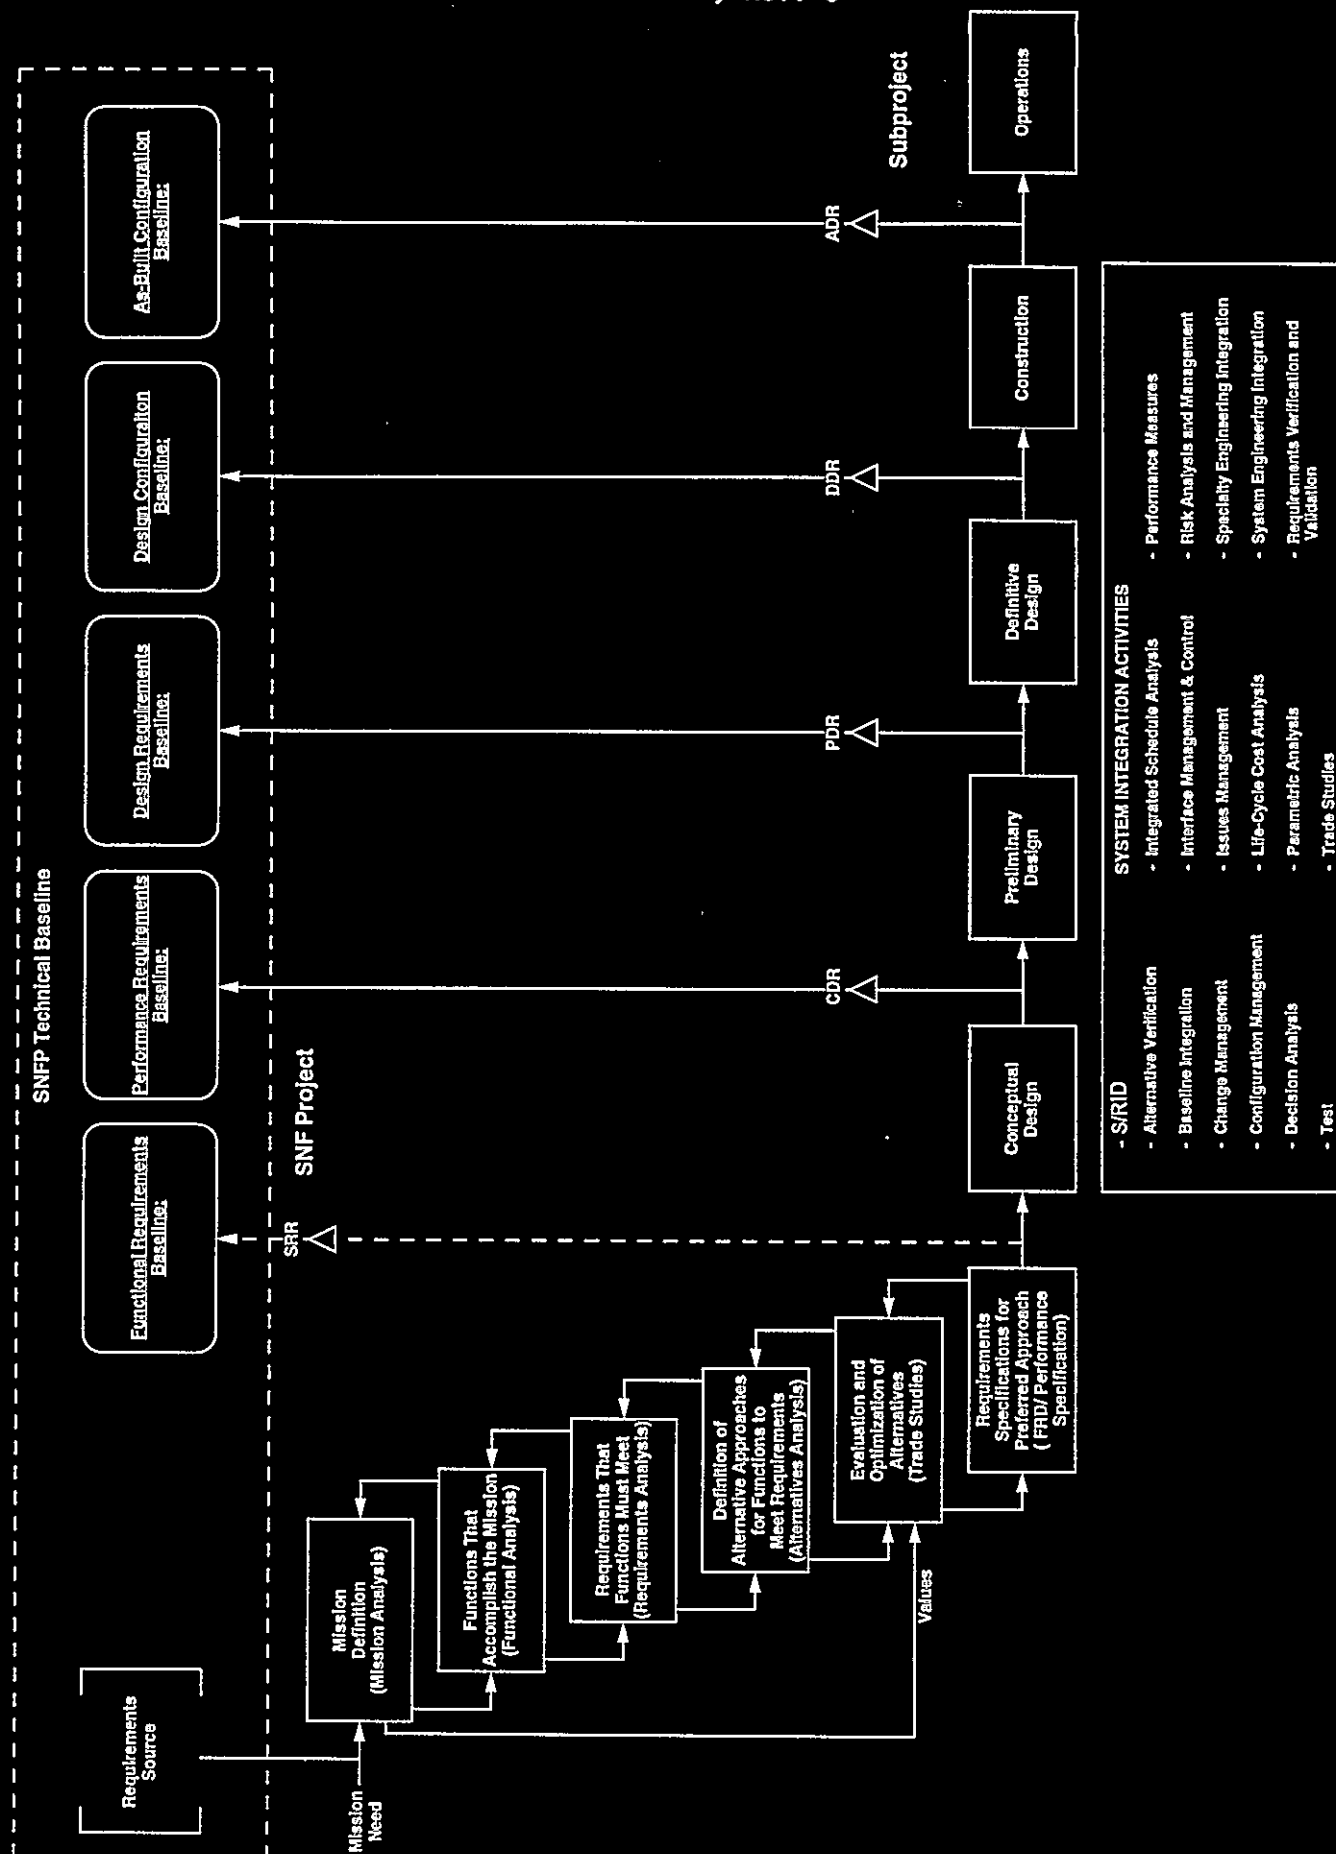 SNFP Technical Baseline
Requirements
Source
Functional Requirements
Baseline:
Performance Requirements
Baseline:
Design Requirements
Baseline:
Design Configuraiton
Baseline:
As-Built Configuration
Baseline:
SNF Project
Subproject
SRR
CDR
PDR
DDR
ADR
Mission
Need
Mission
Definition
(Mission Analysis)
Functions That
Accomplish the Mission
(Functional Analysis)
Requirements That
Functions Must Meet
(Requirements Analysis)
Definition of
Alternative Approaches
for Functions to
Meet Requirements
(Alternatives Analysis)
Evaluation and
Optimization of
Alternatives
(Trade Studies)
Values
Requirements
Specifications for
Preferred Approach
( FRD/ Performance
Specification)
Conceptual
Design
Preliminary
Design
Definitive
Design
Construction
Operations
SYSTEM INTEGRATION ACTIVITIES
- S/RID
- Alternative Verification
- Baseline Integration
- Change Management
- Configuration Management
- Decision Analysis
- Test
- Integrated Schedule Analysis
- Interface Management & Control
- Issues Management
- Life-Cycle Cost Analysis
- Parametric Analysis
- Trade Studies
- Performance Measures
- Risk Analysis and Management
- Specialty Engineering Integration
- System Engineering Integration
- Requirements Verification and
Validation